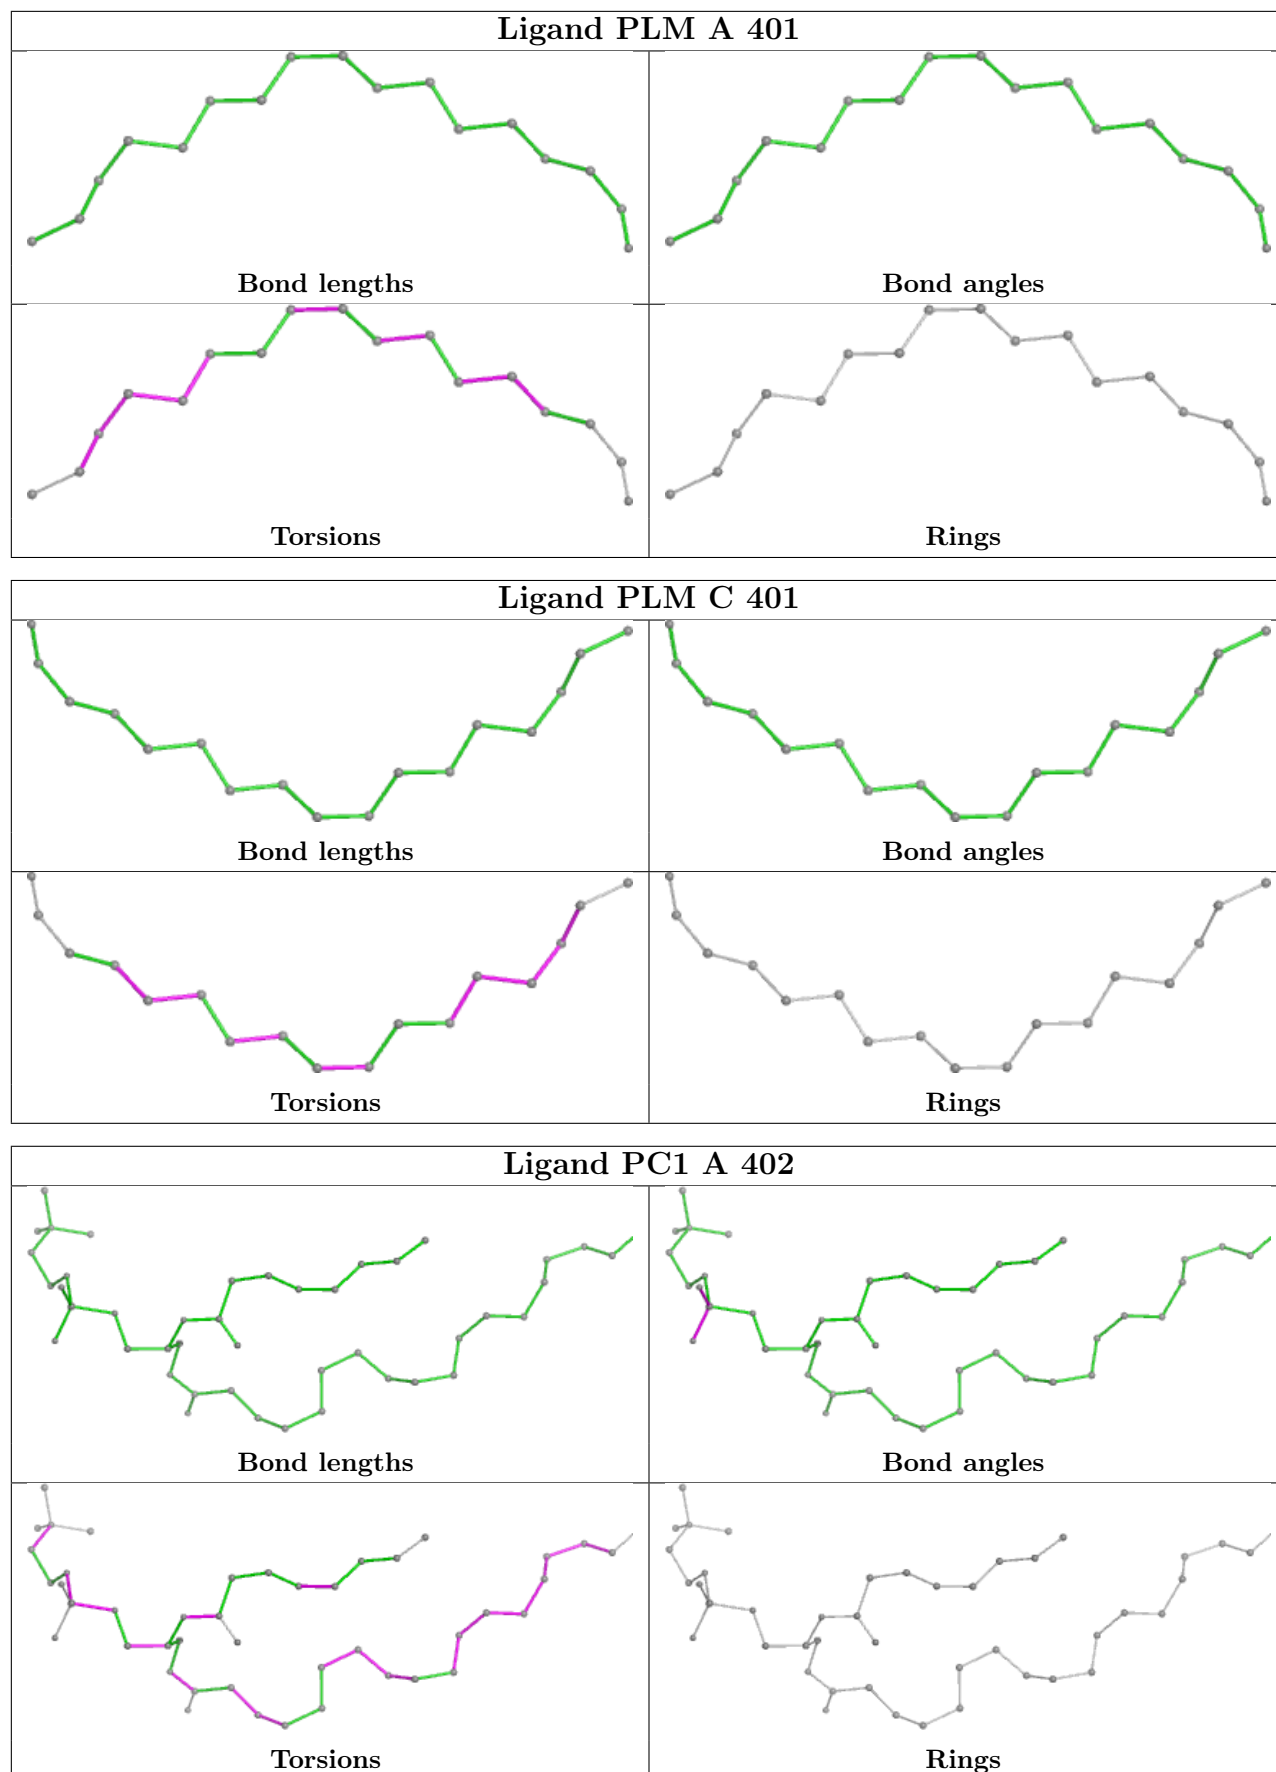 Ligand PLM A 401
Bond lengths
Bond angles
Torsions
Rings
Ligand PLM C 401
Bond lengths
Bond angles
Torsions
Rings
Ligand PC1 A 402
Bond lengths
Bond angles
Torsions
Rings